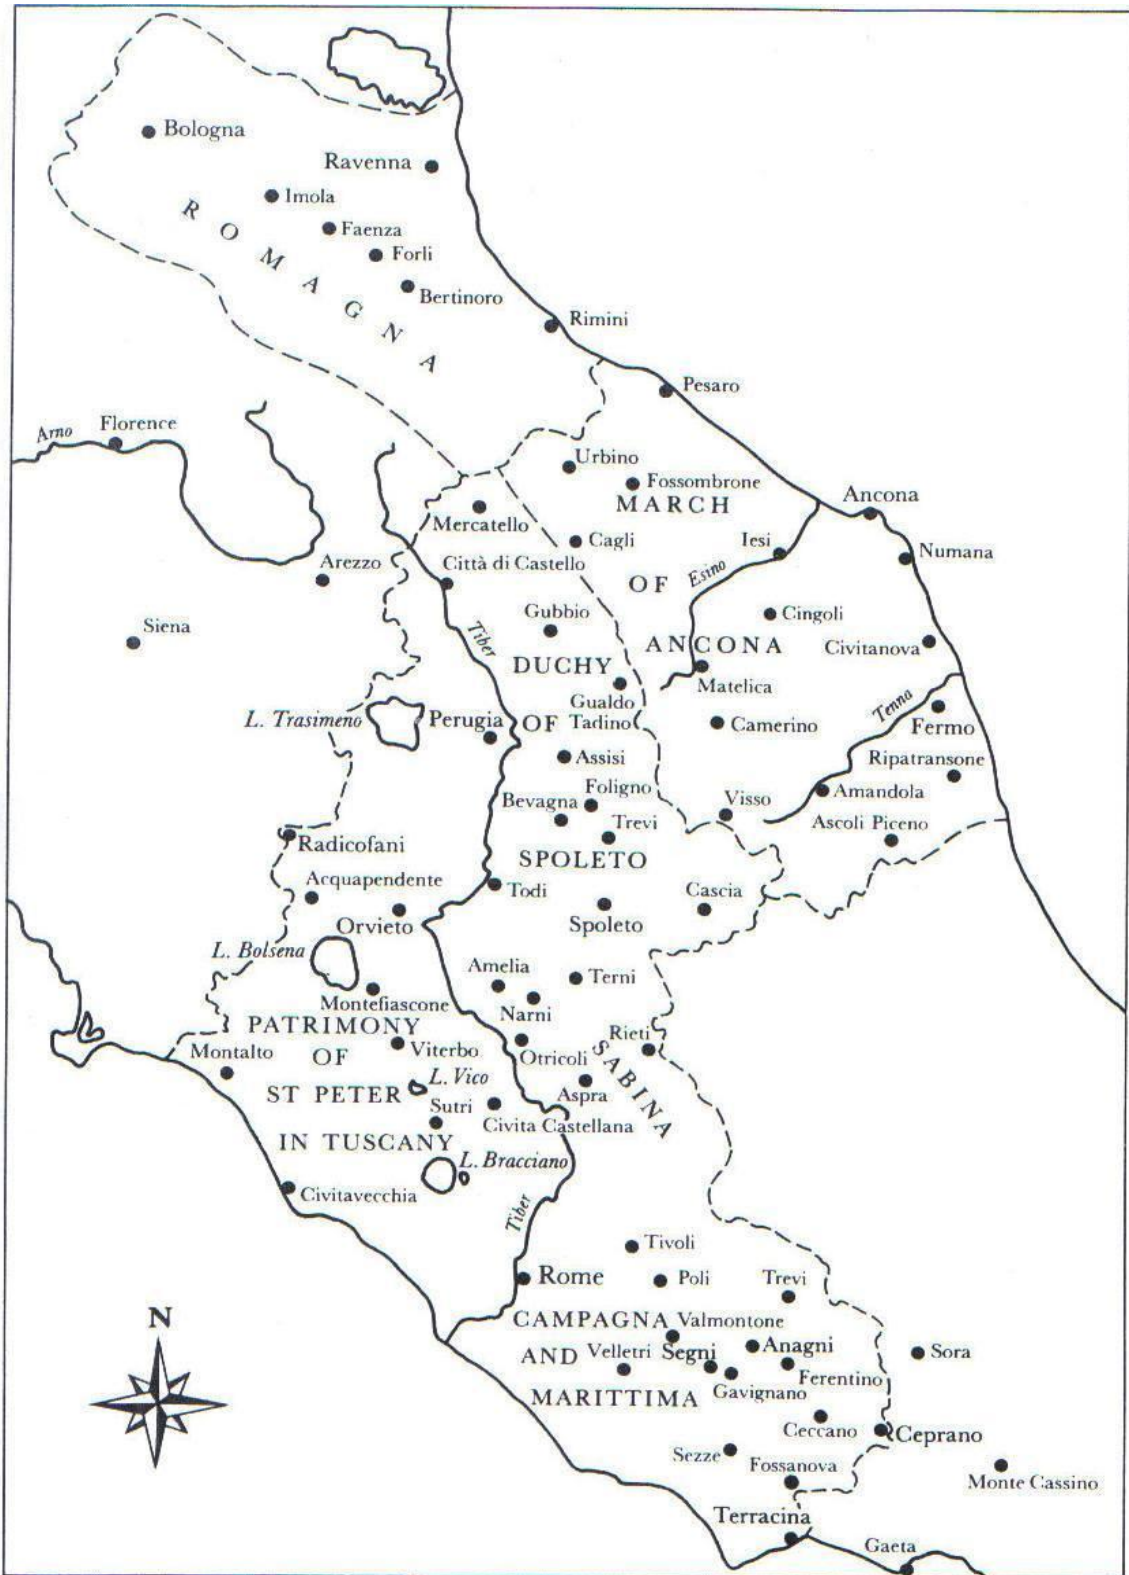 Bologna
Ravenna
Imola
Faenza
Forli
Bertinoro
ROMAGNA
Rimini
Pesaro
Arno
Florence
Urbino
Fossombrone
MARCH
Ancona
Mercatello
Cagli
Iesi
Numana
Arezzo
Città di Castello
OF
Esino
Siena
Gubbio
Tiber
Cingoli
ANCONA
Civitanova
DUCHY
Matelica
Gualdo
Tadino
L. Trasimeno
Perugia
OF
Camerino
Tenna
Fermo
Assisi
Ripatransone
Foligno
Bevagna
Visso
Amandola
Trevi
Ascoli Piceno
Radicofani
SPOLETO
Acquapendente
Todi
Cascia
Orvieto
Spoleto
L. Bolsena
Amelia
Terni
Montefiascone
Narni
PATRIMONY
Rieti
Montalto
OF
Viterbo
Otricoli
SABINA
L. Vico
Aspra
ST PETER
Sutri
Civita Castellana
IN TUSCANY
L. Bracciano
Civitavecchia
Tiber
Tivoli
Rome
Poli
Trevi
N
CAMPAGNA
Valmontone
AND
Velletri
Segni
Anagni
Sora
Ferentino
Gavignano
MARITTIMA
Ceccano
Ceprano
Sezze
Fossanova
Monte Cassino
Terracina
Gaeta